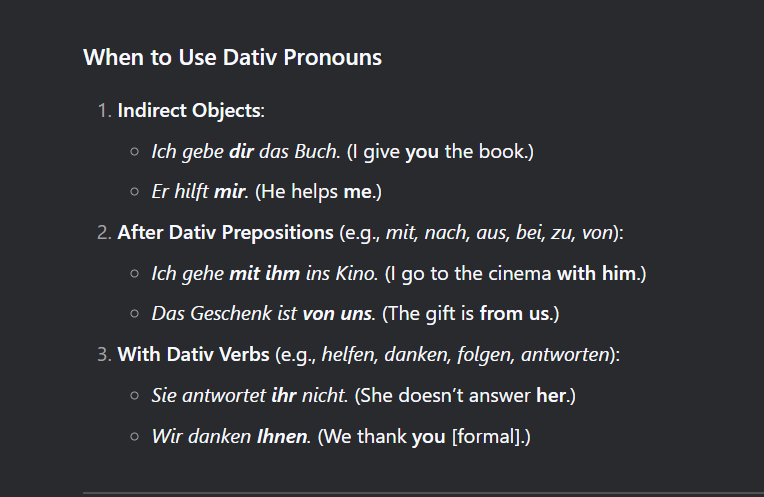 When to Use Dativ Pronouns
1. Indirect Objects:
○ Ich gebe dir das Buch. (I give you the book.)
○ Er hilft mir. (He helps me.)
2. After Dativ Prepositions (e.g., mit, nach, aus, bei, zu, von):
○ Ich gehe mit ihm ins Kino. (I go to the cinema with him.)
○ Das Geschenk ist von uns. (The gift is from us.)
3. With Dativ Verbs (e.g., helfen, danken, folgen, antworten):
○ Sie antwortet ihr nicht. (She doesn’t answer her.)
○ Wir danken Ihnen. (We thank you [formal].)